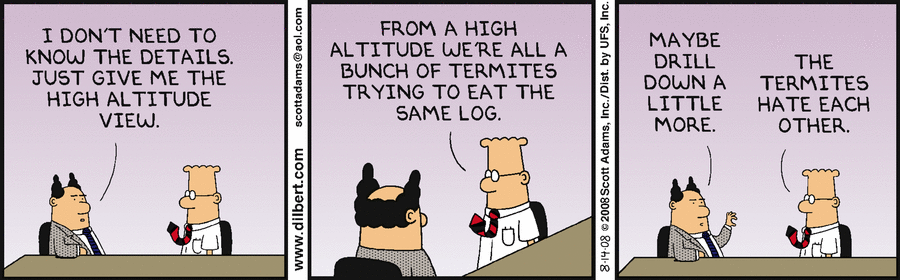 I DON'T NEED TO
KNOW THE DETAILS.
JUST GIVE ME THE
HIGH ALTITUDE
VIEW.
www.dilbert.com
scottadams@aol.com
FROM A HIGH
ALTITUDE WE'RE ALL A
BUNCH OF TERMITES
TRYING TO EAT THE
SAME LOG.
8-14-08 © 2008 Scott Adams, Inc./Dist. by UFS, Inc.
MAYBE
DRILL
DOWN A
LITTLE
MORE.
THE
TERMITES
HATE EACH
OTHER.